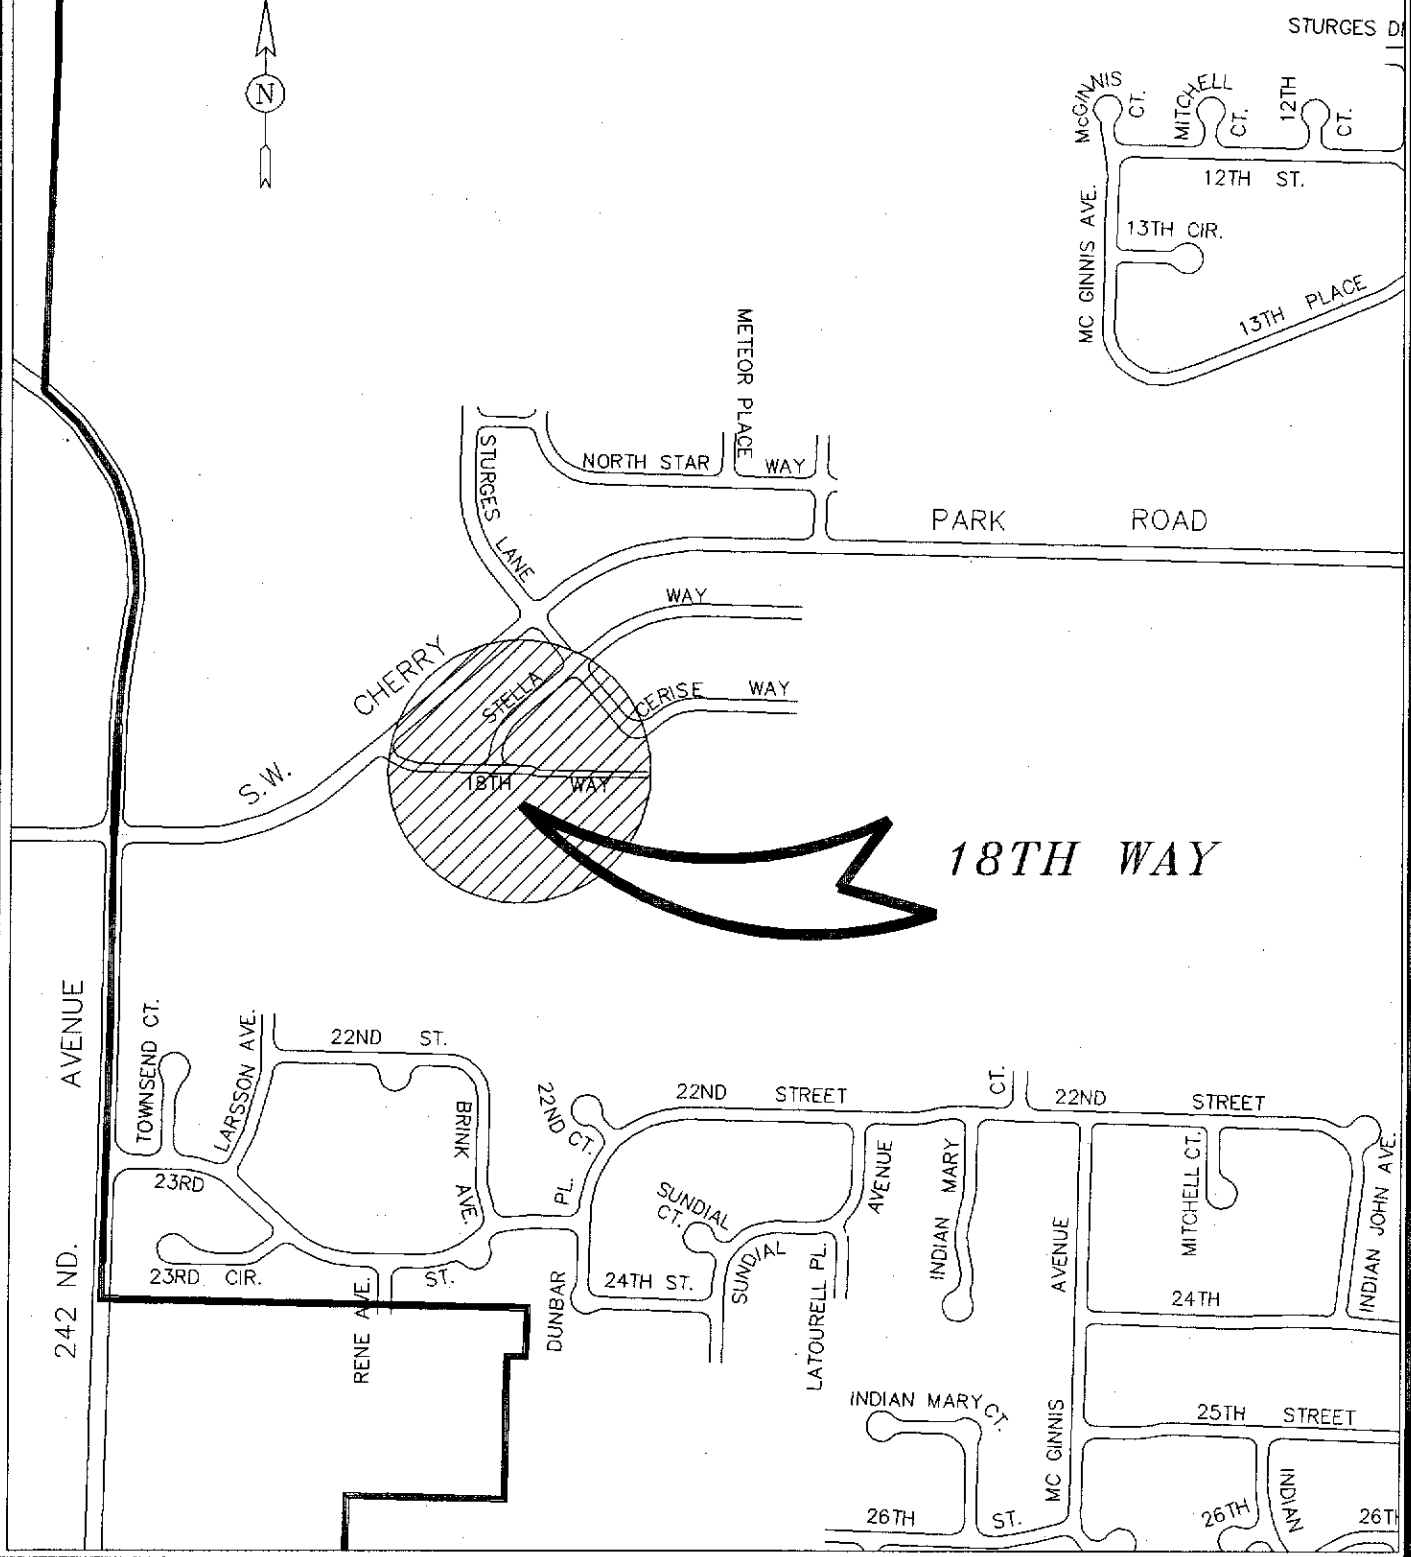 STURGES D
N
McGINNIS CT.
MITCHELL CT.
12TH CT.
12TH ST.
MC GINNIS AVE.
13TH CIR.
13TH PLACE
METEOR PLACE
STURGES LANE
NORTH STAR WAY
PARK ROAD
S.W. CHERRY
STELLA WAY
CERISE WAY
18TH WAY
18TH WAY
242 ND. AVENUE
TOWNSEND CT.
LARSSON AVE.
22ND ST.
BRINK AVE.
22ND CT.
22ND STREET
CT.
22ND STREET
23RD ST.
23RD CIR.
RENE AVE.
DUNBAR PL.
SUNDIAL CT.
SUNDIAL AVENUE
24TH ST.
LATOURELL PL.
INDIAN MARY
MC GINNIS AVENUE
MITCHELL CT.
INDIAN JOHN AVE.
24TH
INDIAN MARY CT.
25TH STREET
26TH ST.
26TH
INDIAN
26TH